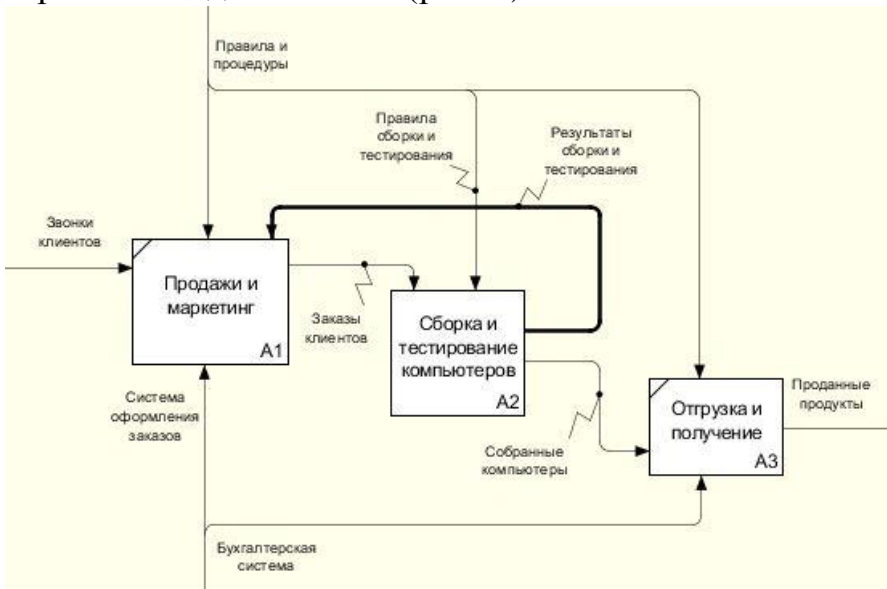 Правила и
процедуры
Правила
сборки и
тестирования
Результаты
сборки и
тестирования
Звонки
клиентов
Продажи и
маркетинг
A1
Заказы
клиентов
Сборка и
тестирование
компьютеров
A2
Система
оформления
заказов
Собранные
компьютеры
Отгрузка и
получение
A3
Проданные
продукты
Бухгалтерская
система